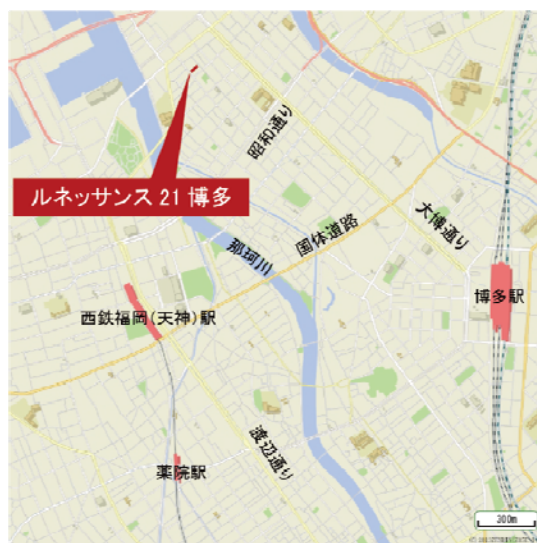 昭和通り
ルネッサンス 21 博多
大博通り
国体道路
那珂川
博多駅
西鉄福岡(天神)駅
渡辺通り
薬院駅
300m